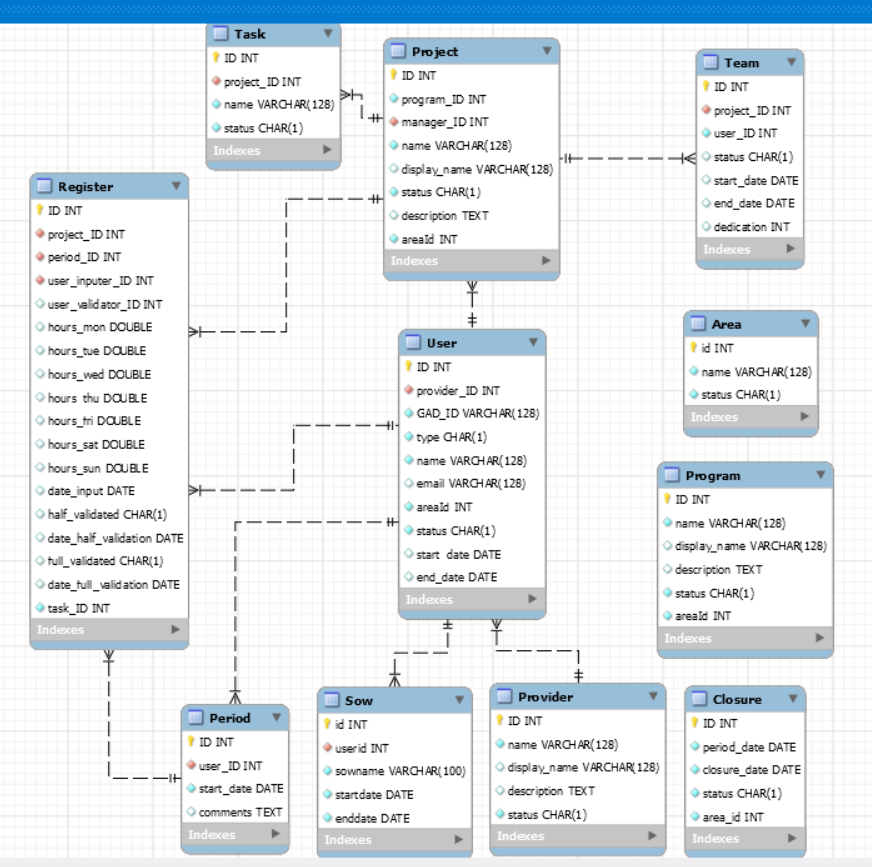 Task
ID INT
project_ID INT
name VARCHAR(128)
status CHAR(1)
Indexes
Project
ID INT
program_ID INT
manager_ID INT
name VARCHAR(128)
display_name VARCHAR(128)
status CHAR(1)
description TEXT
areaId INT
Indexes
Team
ID INT
project_ID INT
user_ID INT
status CHAR(1)
start_date DATE
end_date DATE
dedication INT
Indexes
Register
ID INT
project_ID INT
period_ID INT
user_inputer_ID INT
user_validator_ID INT
hours_mon DOUBLE
hours_tue DOUBLE
hours_wed DOUBLE
hours_thu DOUBLE
hours_fri DOUBLE
hours_sat DOUBLE
hours_sun DOUBLE
date_input DATE
half_validated CHAR(1)
date_half_validation DATE
full_validated CHAR(1)
date_full_validation DATE
task_ID INT
Indexes
User
ID INT
provider_ID INT
GAD_ID VARCHAR(128)
type CHAR(1)
name VARCHAR(128)
email VARCHAR(128)
areaId INT
status CHAR(1)
start_date DATE
end_date DATE
Indexes
Area
id INT
name VARCHAR(128)
status CHAR(1)
Indexes
Program
ID INT
name VARCHAR(128)
display_name VARCHAR(128)
description TEXT
status CHAR(1)
areaId INT
Indexes
Period
ID INT
user_ID INT
start_date DATE
comments TEXT
Indexes
Sow
id INT
userid INT
sowname VARCHAR(100)
startdate DATE
enddate DATE
Indexes
Provider
ID INT
name VARCHAR(128)
display_name VARCHAR(128)
description TEXT
status CHAR(1)
Indexes
Closure
ID INT
period_date DATE
closure_date DATE
status CHAR(1)
area_id INT
Indexes